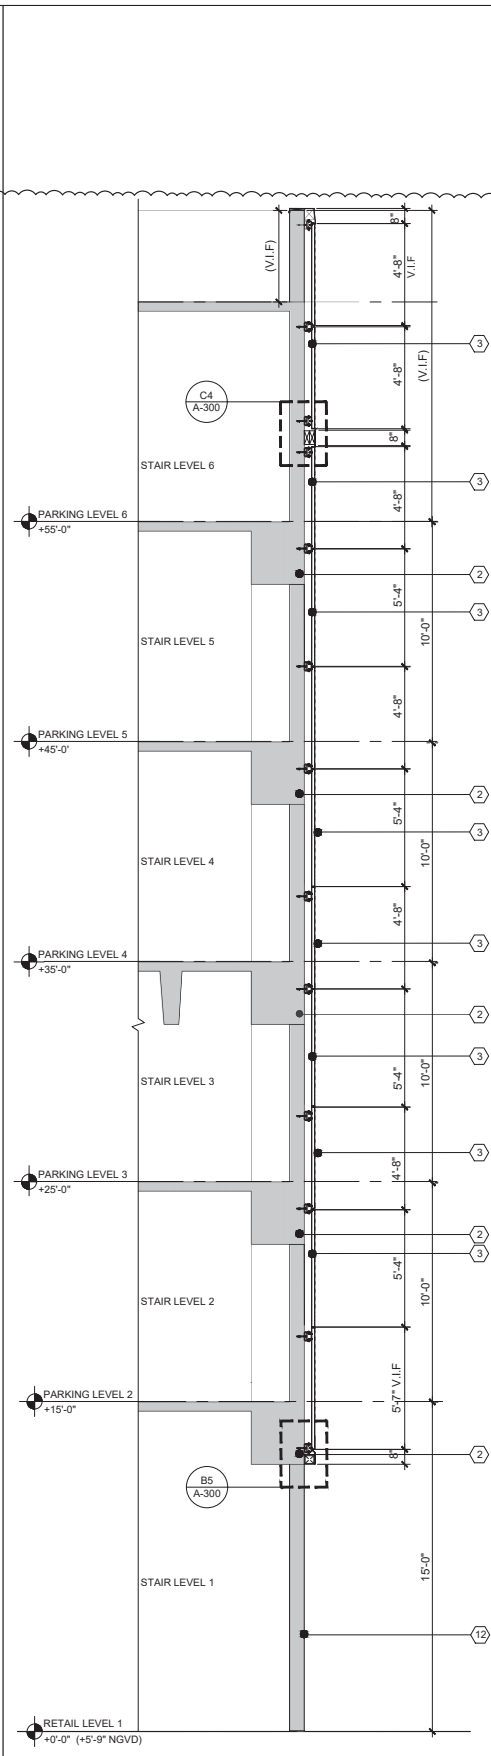 8"
(V.I.F)
4'-8"
V.I.F
3
(V.I.F)
4'-8"
C4
A-300
8"
STAIR LEVEL 6
3
4'-8"
PARKING LEVEL 6
+55'-0"
2
5'-4"
3
10'-0"
STAIR LEVEL 5
4'-8"
PARKING LEVEL 5
+45'-0'
2
5'-4"
3
10'-0"
STAIR LEVEL 4
4'-8"
3
PARKING LEVEL 4
+35'-0"
2
3
5'-4"
10'-0"
STAIR LEVEL 3
3
4'-8"
PARKING LEVEL 3
+25'-0"
2
3
5'-4"
10'-0"
STAIR LEVEL 2
5'-7" V.I.F
PARKING LEVEL 2
+15'-0"
8"
2
B5
A-300
15'-0"
STAIR LEVEL 1
12
RETAIL LEVEL 1
+0'-0" (+5'-9" NGVD)